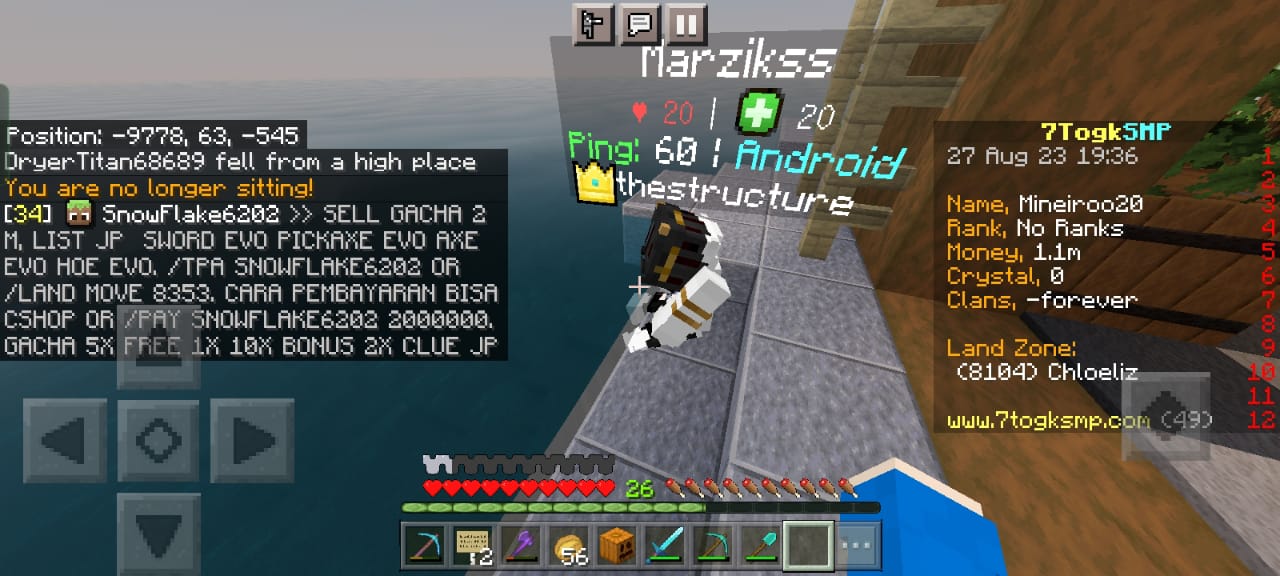 Marzikss
20 | 20
Ping: 60 | Android
thestructure
Position: -9778, 63, -545
DryerTitan68689 fell from a high place
You are no longer sitting!
[34] SnowFlake6202 >> SELL GACHA 2
M, LIST JP SWORD EVO PICKAXE EVO AXE
EVO HOE EVO. /TPA SNOWFLAKE6202 OR
/LAND MOVE 8353. CARA PEMBAYARAN BISA
CSHOP OR /PAY SNOWFLAKE6202 2000000.
GACHA 5X FREE 1X 10X BONUS 2X CLUE JP
7TogkSMP
27 Aug 23 19:36 1
2
Name, Mineiroo20 3
Rank, No Ranks 4
Money, 1.1m 5
Crystal, 0 6
Clans, -forever 7
8
Land Zone: 9
(8104) Chloeliz 10
11
www.7togksmp.com (49) 12
26
2 56